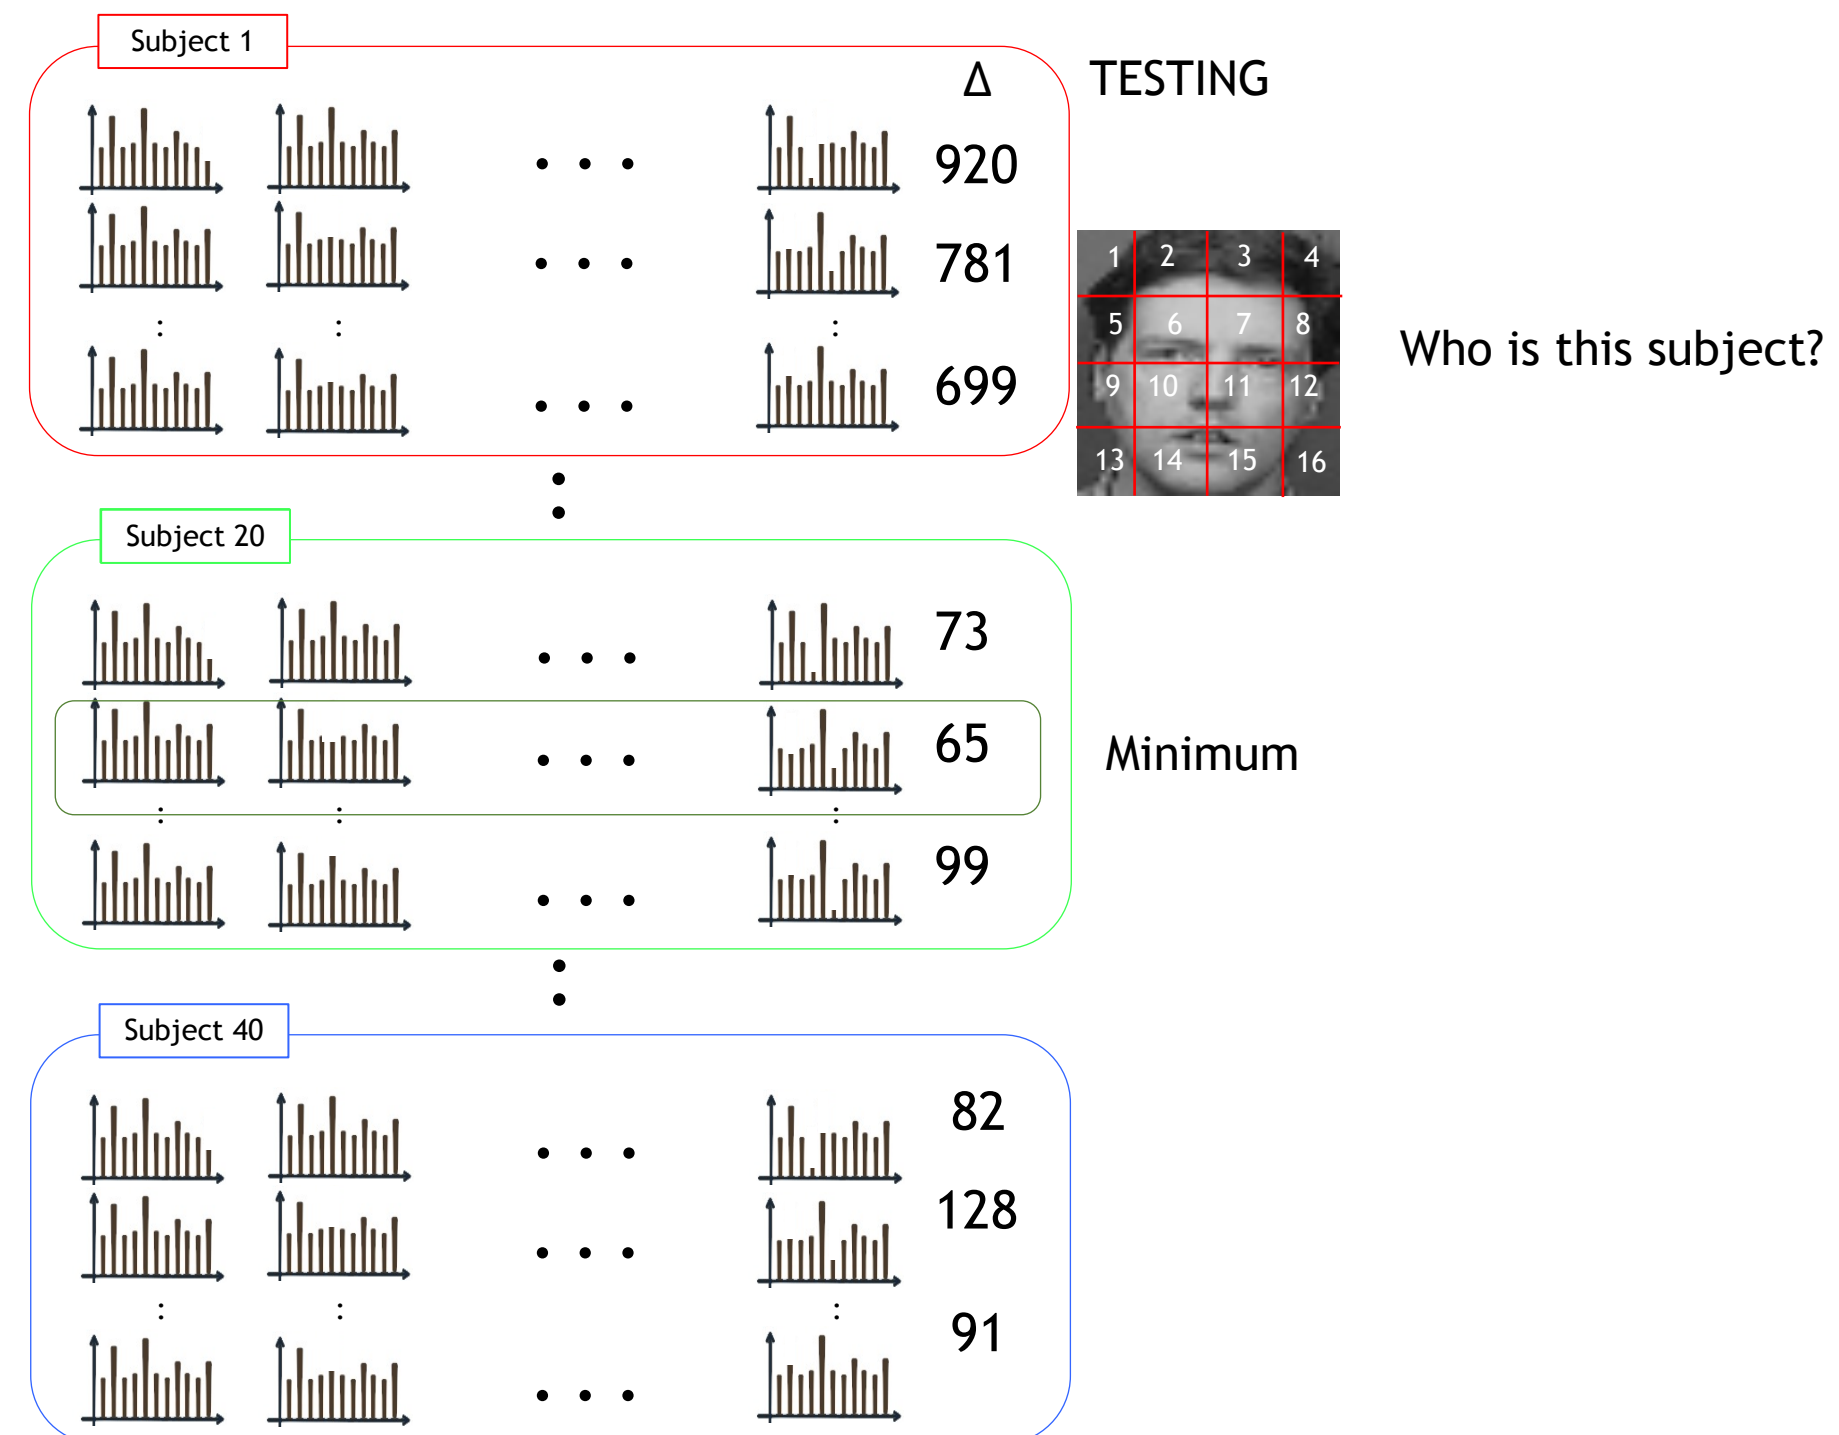 Subject 1
Δ
TESTING
920
781
699
1 2 3 4
5 6 7 8
9 10 11 12
13 14 15 16
Who is this subject?
Subject 20
73
65
Minimum
99
Subject 40
82
128
91